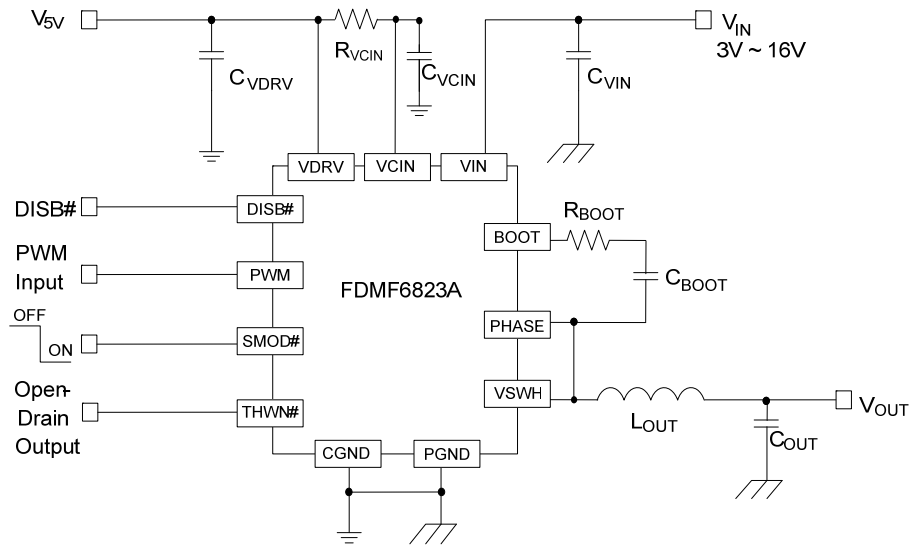 V5V
RVCIN
VIN
3V ~ 16V
CVDRV
CVCIN
CVIN
VDRV
VCIN
VIN
DISB#
DISB#
RBOOT
BOOT
PWM
Input
PWM
FDMF6823A
CBOOT
OFF
ON
SMOD#
PHASE
Open-
Drain
Output
THWN#
VSWH
LOUT
VOUT
COUT
CGND
PGND